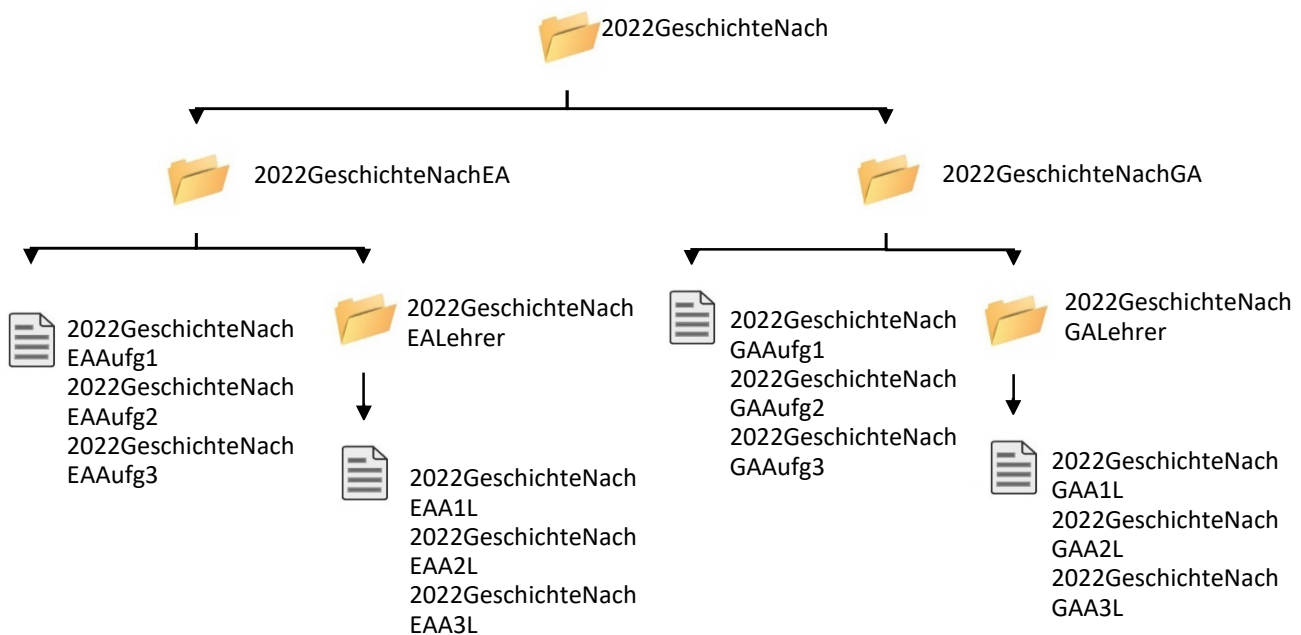 2022GeschichteNach
2022GeschichteNachEA
2022GeschichteNachGA
2022GeschichteNach
EAAufg1
2022GeschichteNach
EAAufg2
2022GeschichteNach
EAAufg3
2022GeschichteNach
EALehrer
2022GeschichteNach
EAA1L
2022GeschichteNach
EAA2L
2022GeschichteNach
EAA3L
2022GeschichteNach
GAAufg1
2022GeschichteNach
GAAufg2
2022GeschichteNach
GAAufg3
2022GeschichteNach
GALehrer
2022GeschichteNach
GAA1L
2022GeschichteNach
GAA2L
2022GeschichteNach
GAA3L